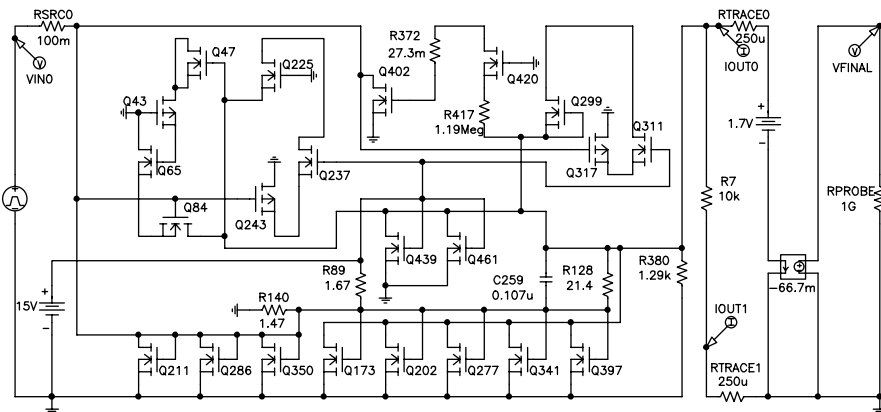 RSRC0
100m
VIN0
Q47
Q225
R372
27.3m
Q402
Q420
RTRACE0
250u
IOUT0
VFINAL
Q43
R417
1.19Meg
Q299
Q311
+
1.7V
-
Q65
Q237
Q317
Q84
Q243
R7
10k
RPROBE
1G
Q439
Q461
+
15V
-
R89
1.67
C259
0.107u
R128
21.4
R380
1.29k
-66.7m
R140
1.47
IOUT1
Q211
Q286
Q350
Q173
Q202
Q277
Q341
Q397
RTRACE1
250u